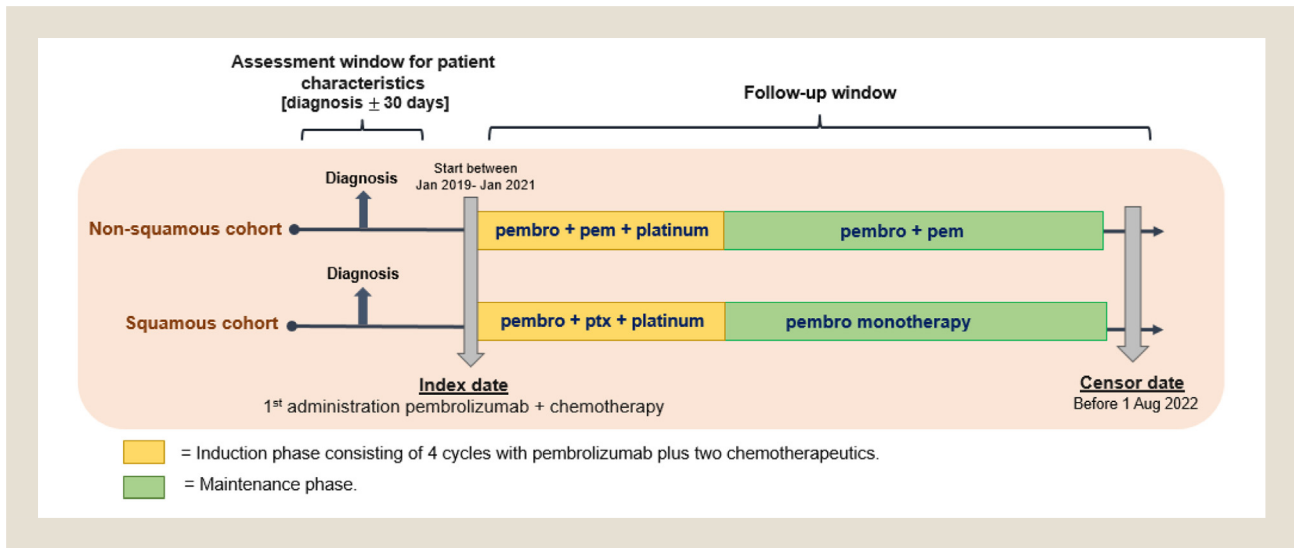 Assessment window for patient
characteristics
[diagnosis ± 30 days]
Follow-up window
Start between
Jan 2019- Jan 2021
Diagnosis
Non-squamous cohort
pembro + pem + platinum
pembro + pem
Diagnosis
Squamous cohort
pembro + ptx + platinum
pembro monotherapy
Index date
1st administration pembrolizumab + chemotherapy
Censor date
Before 1 Aug 2022
= Induction phase consisting of 4 cycles with pembrolizumab plus two chemotherapeutics.
= Maintenance phase.